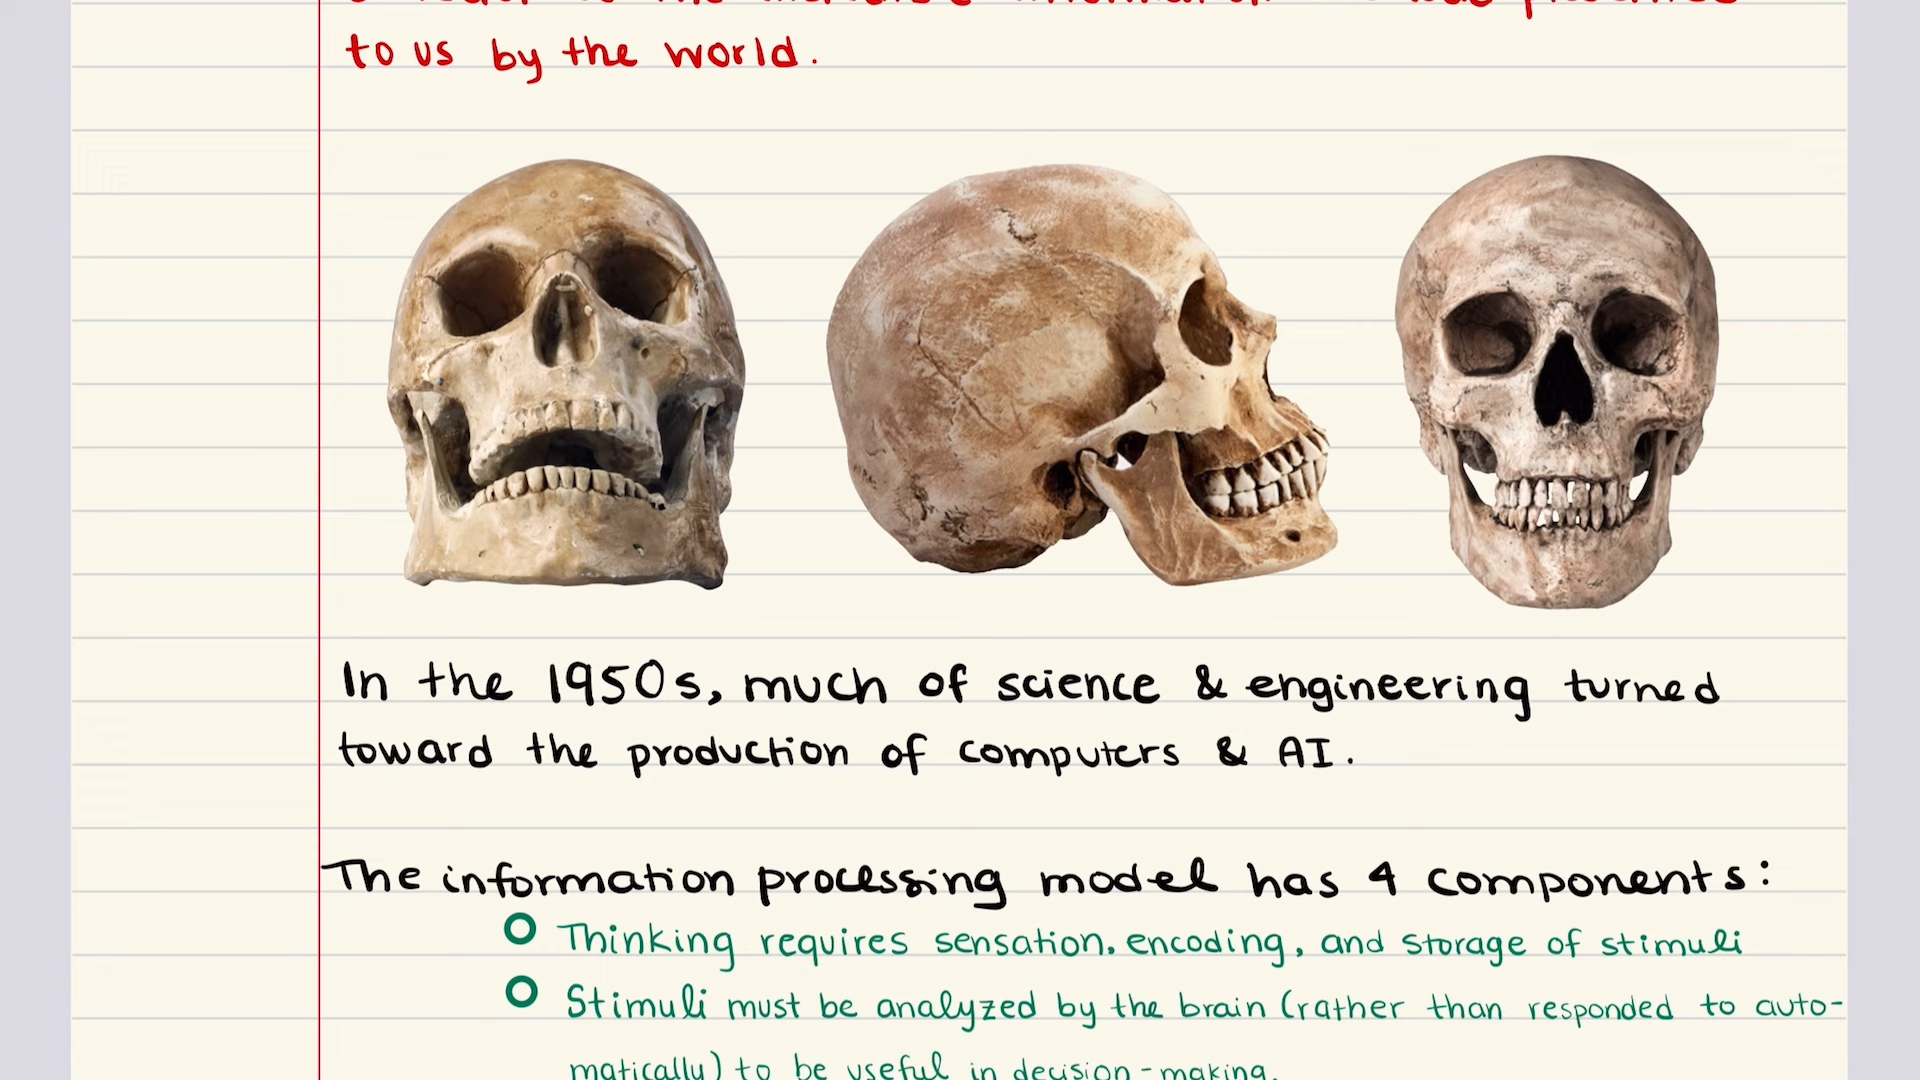 to the
to us by the world.
In the 1950s, much of science & engineering turned
toward the production of computers & AI.
The information processing model has 4 components:
Thinking requires sensation, encoding, and storage of stimuli
Stimuli must be analyzed by the brain (rather than responded to auto-
matically) to be useful in decision-making.